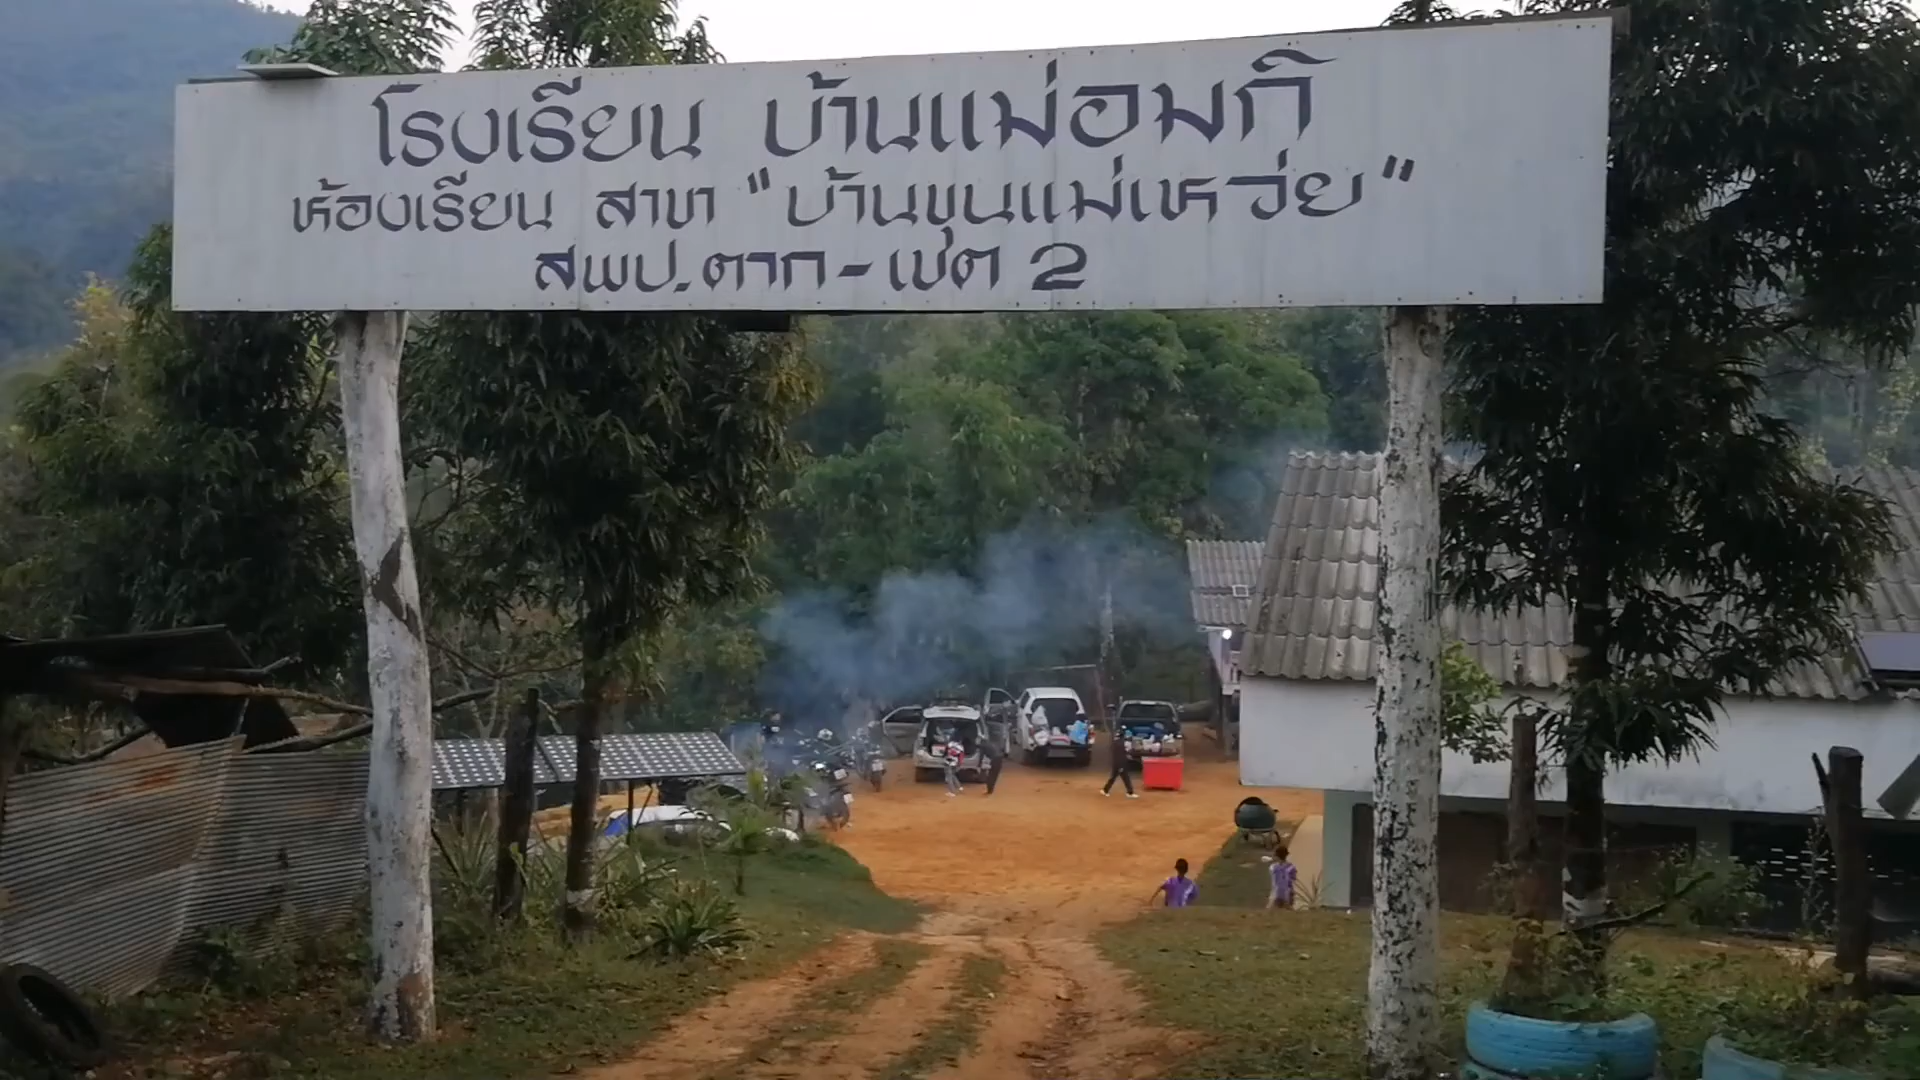 โรงเรียน บ้านแม่อมกิ
ห้องเรียน สาขา "บ้านขุนแม่เหว่ย"
สพป.ตาก-เขต 2